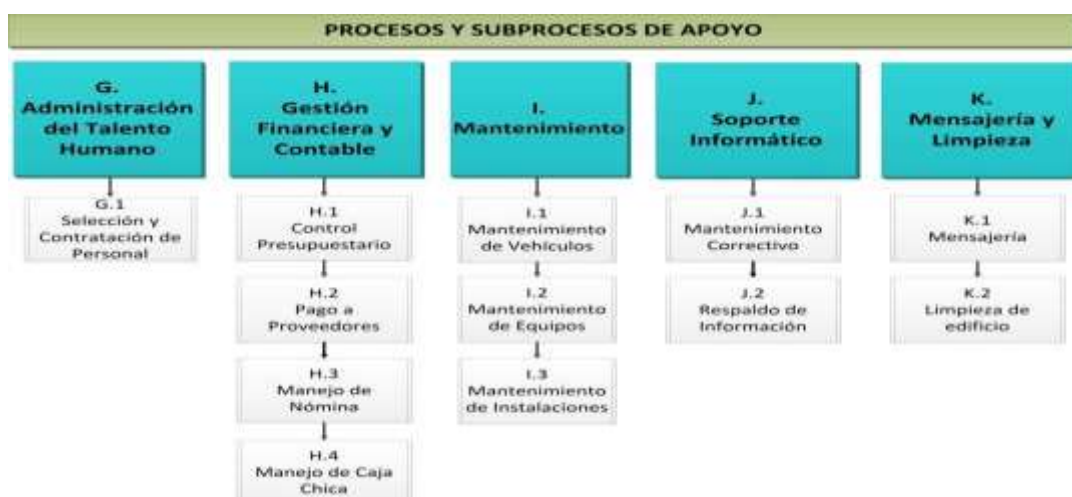 PROCESOS Y SUBPROCESOS DE APOYO
G.
Administración
del Talento
Humano
H.
Gestión
Financiera y
Contable
I.
Mantenimiento
J.
Soporte
Informático
K.
Mensajería y
Limpieza
G.1
Selección y
Contratación de
Personal
H.1
Control
Presupuestario
I.1
Mantenimiento
de Vehículos
J.1
Mantenimiento
Correctivo
K.1
Mensajería
H.2
Pago a
Proveedores
I.2
Mantenimiento
de Equipos
J.2
Respaldo de
Información
K.2
Limpieza de
edificio
H.3
Manejo de
Nómina
I.3
Mantenimiento
de Instalaciones
H.4
Manejo de Caja
Chica